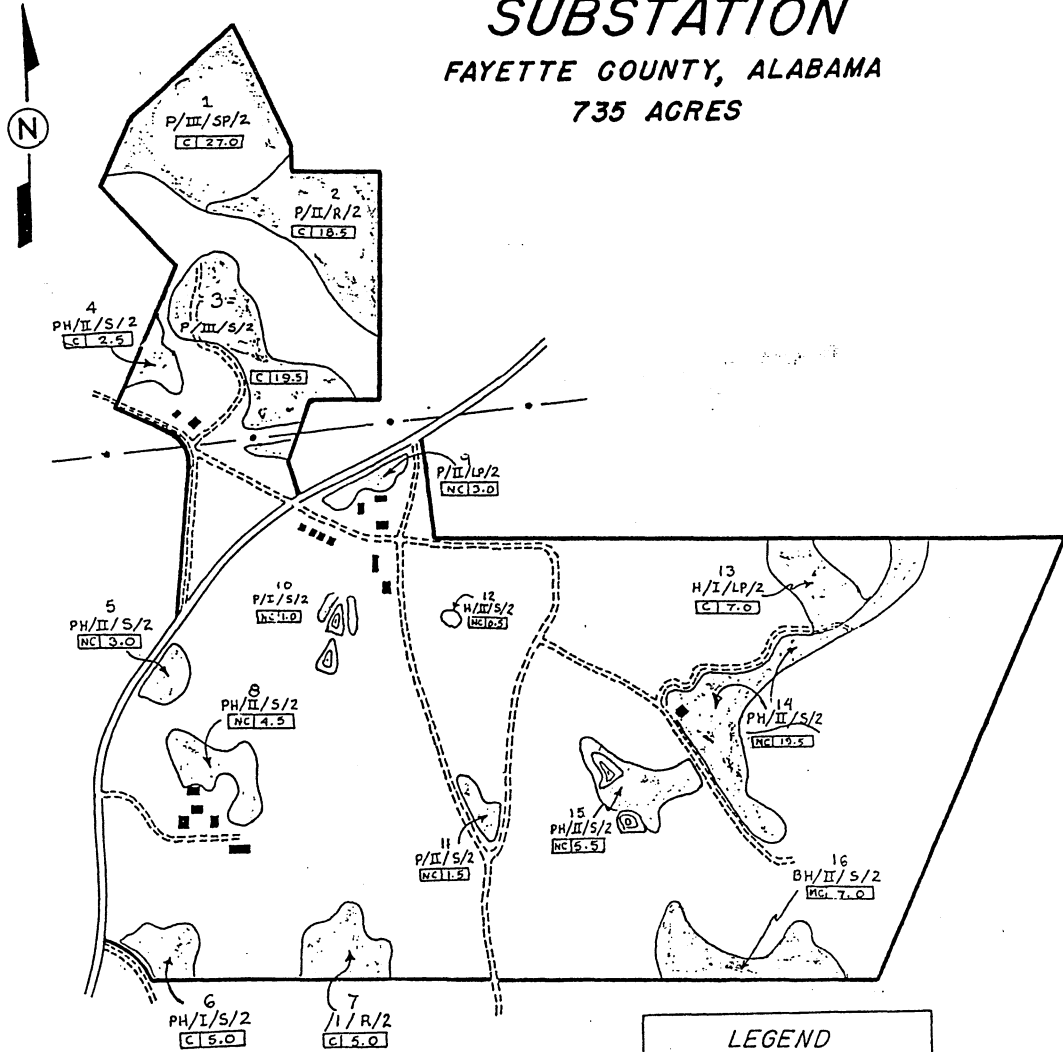 SUBSTATION
FAYETTE COUNTY, ALABAMA
735 ACRES
N
1
P/III/SP/2
C 27.0
2
P/II/R/2
C 18.5
3
P/III/S/2
C 19.5
4
PH/II/S/2
C 2.5
9
P/II/LP/2
NC 3.0
10
P/I/S/2
NC 1.0
12
H/II/S/2
NC 0.5
13
H/I/LP/2
C 7.0
5
PH/II/S/2
NC 3.0
8
PH/II/S/2
NC 4.5
14
PH/II/S/2
NC 19.5
15
PH/II/S/2
NC 5.5
11
P/II/S/2
NC 1.5
16
BH/II/S/2
7.0
6
PH/I/S/2
C 5.0
7
/I/R/2
C 5.0
LEGEND